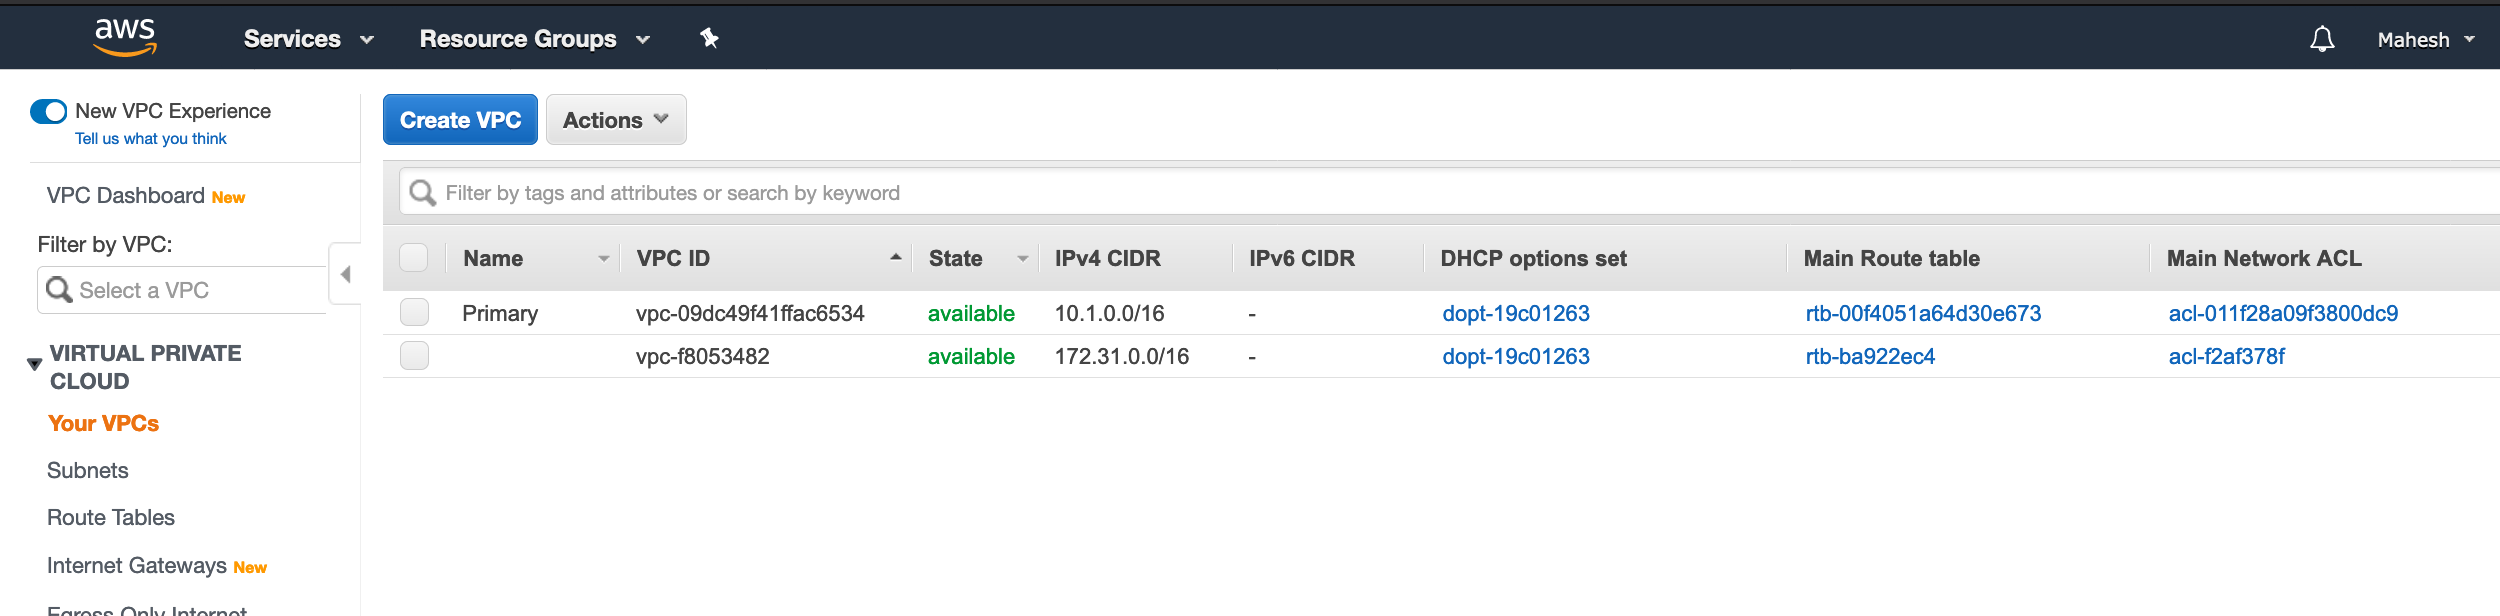 aws Services Resource Groups Mahesh
New VPC Experience
Tell us what you think
VPC Dashboard New
Filter by VPC:
Select a VPC
VIRTUAL PRIVATE
CLOUD
Your VPCs
Subnets
Route Tables
Internet Gateways New
Egress Only Internet
Create VPC Actions
Filter by tags and attributes or search by keyword
Name VPC ID State IPv4 CIDR IPv6 CIDR DHCP options set Main Route table Main Network ACL
Primary vpc-09dc49f41ffac6534 available 10.1.0.0/16 - dopt-19c01263 rtb-00f4051a64d30e673 acl-011f28a09f3800dc9
vpc-f8053482 available 172.31.0.0/16 - dopt-19c01263 rtb-ba922ec4 acl-f2af378f